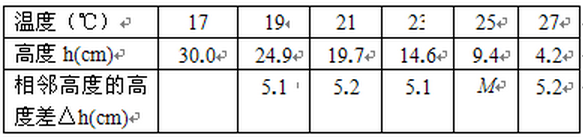 温度（℃） 17 19 21 23 25 27
高度 h(cm) 30.0 24.9 19.7 14.6 9.4 4.2
相邻高度的高 5.1 5.2 5.1 M 5.2
度差△h(cm)